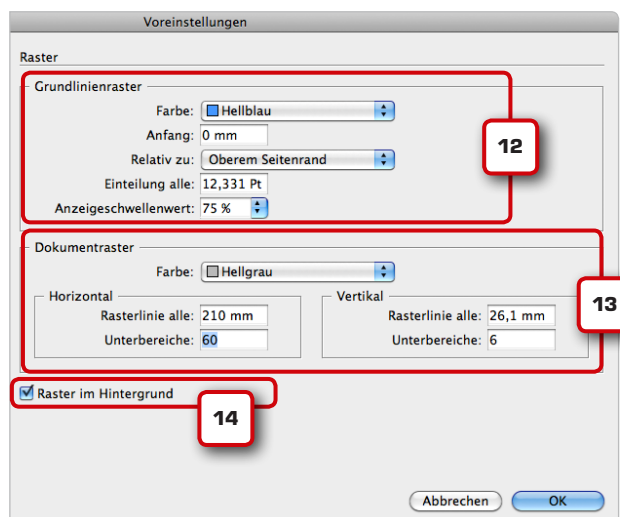 Voreinstellungen
Raster
Grundlinienraster
Farbe: Hellblau
Anfang: 0 mm
12
Relativ zu: Oberem Seitenrand
Einteilung alle: 12,331 Pt
Anzeigeschwellenwert: 75 %
Dokumentraster
Farbe: Hellgrau
13
Horizontal
Rasterlinie alle: 210 mm
Unterbereiche: 60
Vertikal
Rasterlinie alle: 26,1 mm
Unterbereiche: 6
Raster im Hintergrund
14
Abbrechen
OK